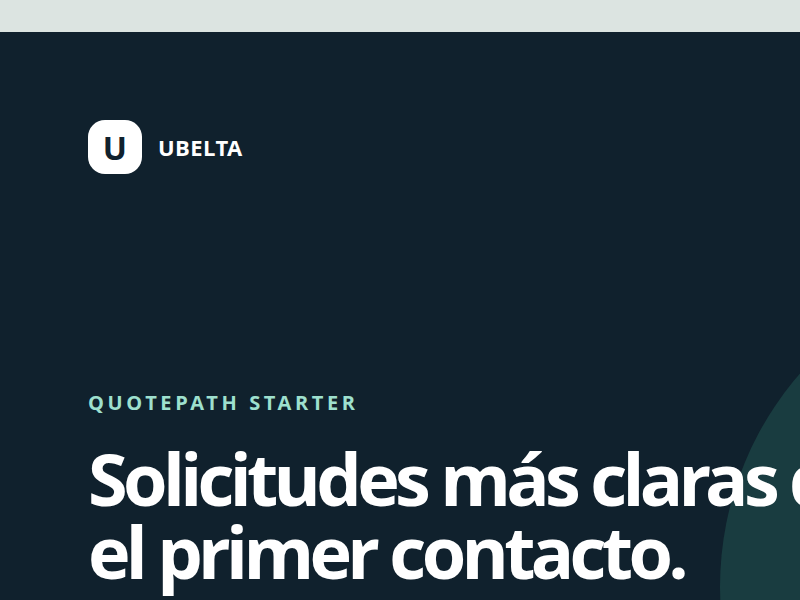 U
UBELTA
QUOTEPATH STARTER
Solicitudes más claras
el primer contacto.